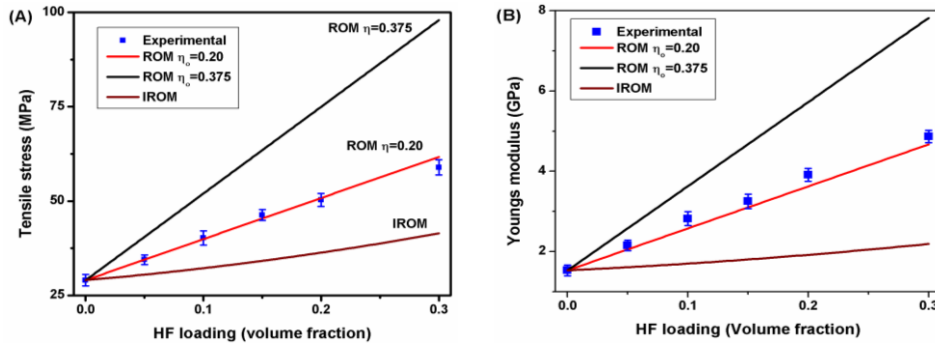 (A)
100
75
50
25
Tensile stress (MPa)
Experimental
ROM ηₒ=0.20
ROM ηₒ=0.375
IROM
ROM η=0.375
ROM η=0.20
IROM
0.0 0.1 0.2 0.3
HF loading (volume fraction)
(B)
8
6
4
2
Youngs modulus (GPa)
Experimental
ROM ηₒ=0.20
ROM ηₒ=0.375
IROM
0.0 0.1 0.2 0.3
HF loading (Volume fraction)